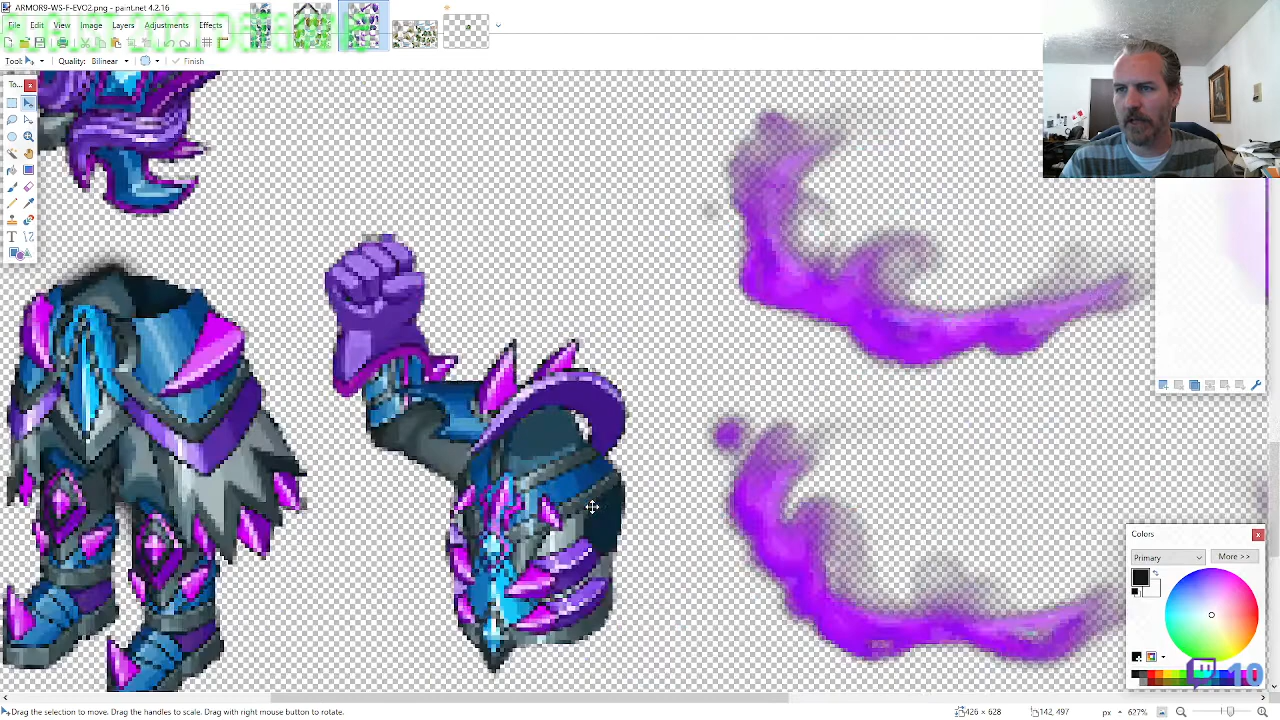 ARMOR9-WS-F-EVO2.png - paint.net 4.2.16
File Edit View Image Layers Adjustments Effects
Tool: Quality: Bilinear Finish
To...
Colors
Primary More >>
10
Drag the selection to move. Drag the handles to scale. Drag with right mouse button to rotate. 426 × 628 142, 497 px 627%